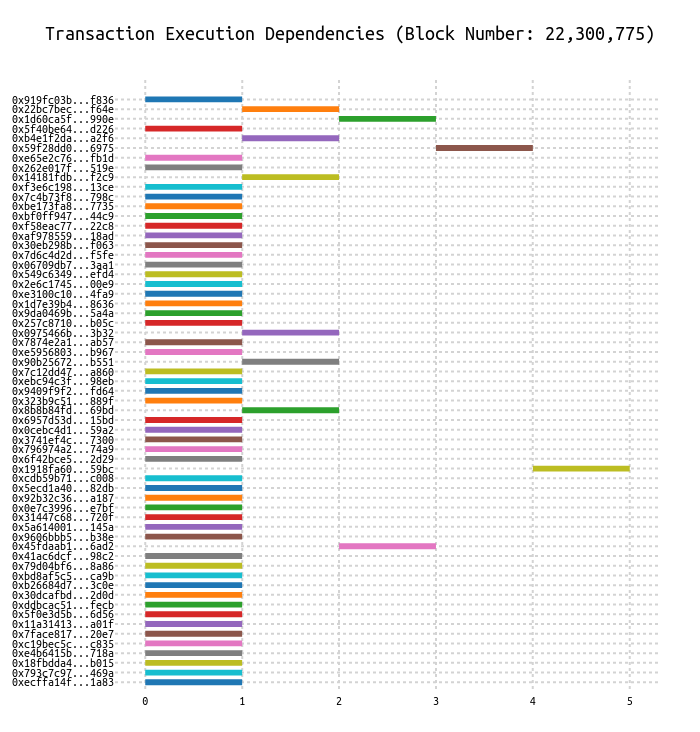 Transaction Execution Dependencies (Block Number: 22,300,775)
0x919fc03b...f836
0x22bc7bec...f64e
0x1d60ca5f...990e
0x5f40be64...d226
0xb4e1f2da...a2f6
0x59f28dd0...6975
0xe65e2c76...fb1d
0x262e017f...519e
0x14181fdb...f2c9
0xf3e6c198...13ce
0x7c4b73f8...798c
0xbe173fa8...7735
0xbf0ff947...44c9
0xf58eac77...22c8
0xaf978559...18ad
0x30eb298b...f063
0x7d6c4d2d...f5fe
0x06709db7...3aa1
0x549c6349...efd4
0x2e6c1745...00e9
0xe3100c10...4fa9
0x1d7e39b4...8636
0x9da0469b...5a4a
0x257c8710...b05c
0x0975466b...3b32
0x7874e2a1...ab57
0xe5956803...b967
0x90b25672...b551
0x7c12dd47...a860
0xebc94c3f...98eb
0x9409f9f2...fd64
0x323b9c51...889f
0x8b8b84fd...69bd
0x6957d53d...15bd
0x0cebc4d1...59a2
0x3741ef4c...7300
0x796974a2...74a9
0x6f42bce5...2d29
0x1918fa60...59bc
0xcdb59b71...c008
0x5ecd1a40...82db
0x92b32c36...a187
0x0e7c3996...e7bf
0x31447c68...720f
0x5a614001...145a
0x9606bbb5...b38e
0x45fdaab1...6ad2
0x41ac6dcf...98c2
0x79d04bf6...8a86
0xbd8af5c5...ca9b
0xb26684d7...3c0e
0x30dcafbd...2d0d
0xddbcac51...fecb
0x5f0e3d5b...6d56
0x11a31413...a01f
0x7face817...20e7
0xc19bec5c...c835
0xe4b6415b...718a
0x18fbdda4...b015
0x793c7c97...469a
0xecffa14f...1a83
0 1 2 3 4 5